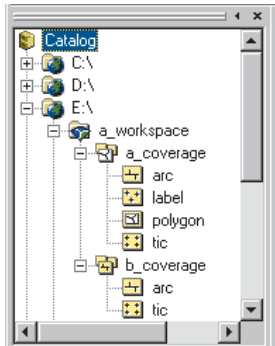 Catalog
C:\
D:\
E:\
a_workspace
a_coverage
arc
label
polygon
tic
b_coverage
arc
tic